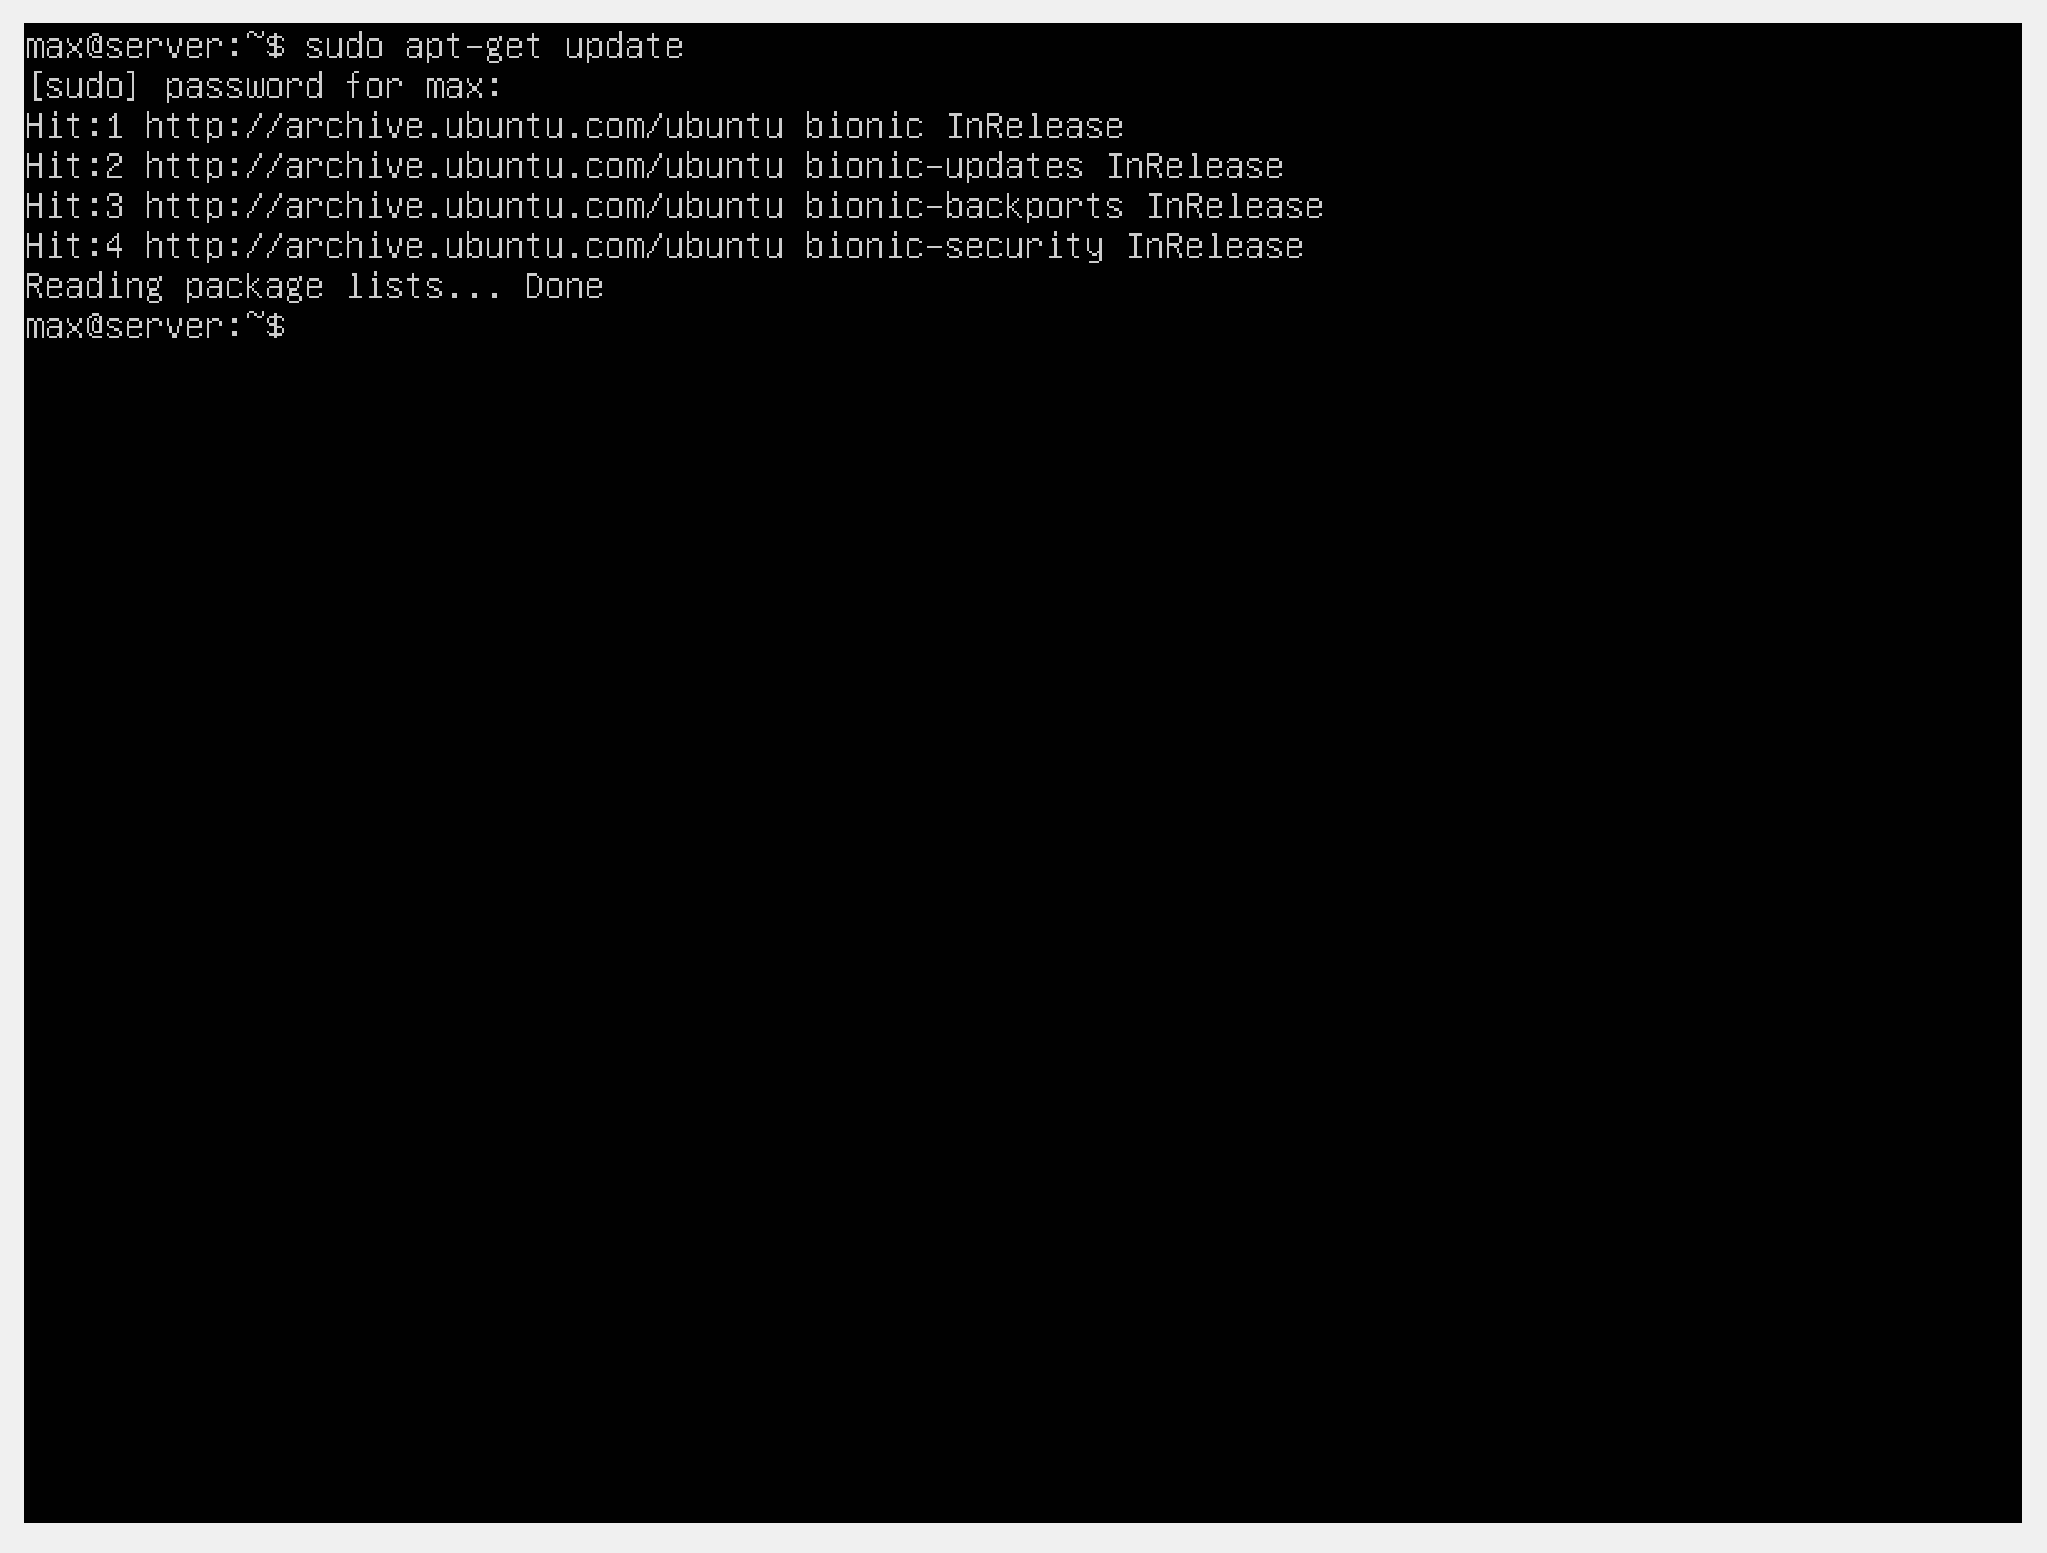 max@server:~$ sudo apt-get update
[sudo] password for max:
Hit:1 http://archive.ubuntu.com/ubuntu bionic InRelease
Hit:2 http://archive.ubuntu.com/ubuntu bionic-updates InRelease
Hit:3 http://archive.ubuntu.com/ubuntu bionic-backports InRelease
Hit:4 http://archive.ubuntu.com/ubuntu bionic-security InRelease
Reading package lists... Done
max@server:~$